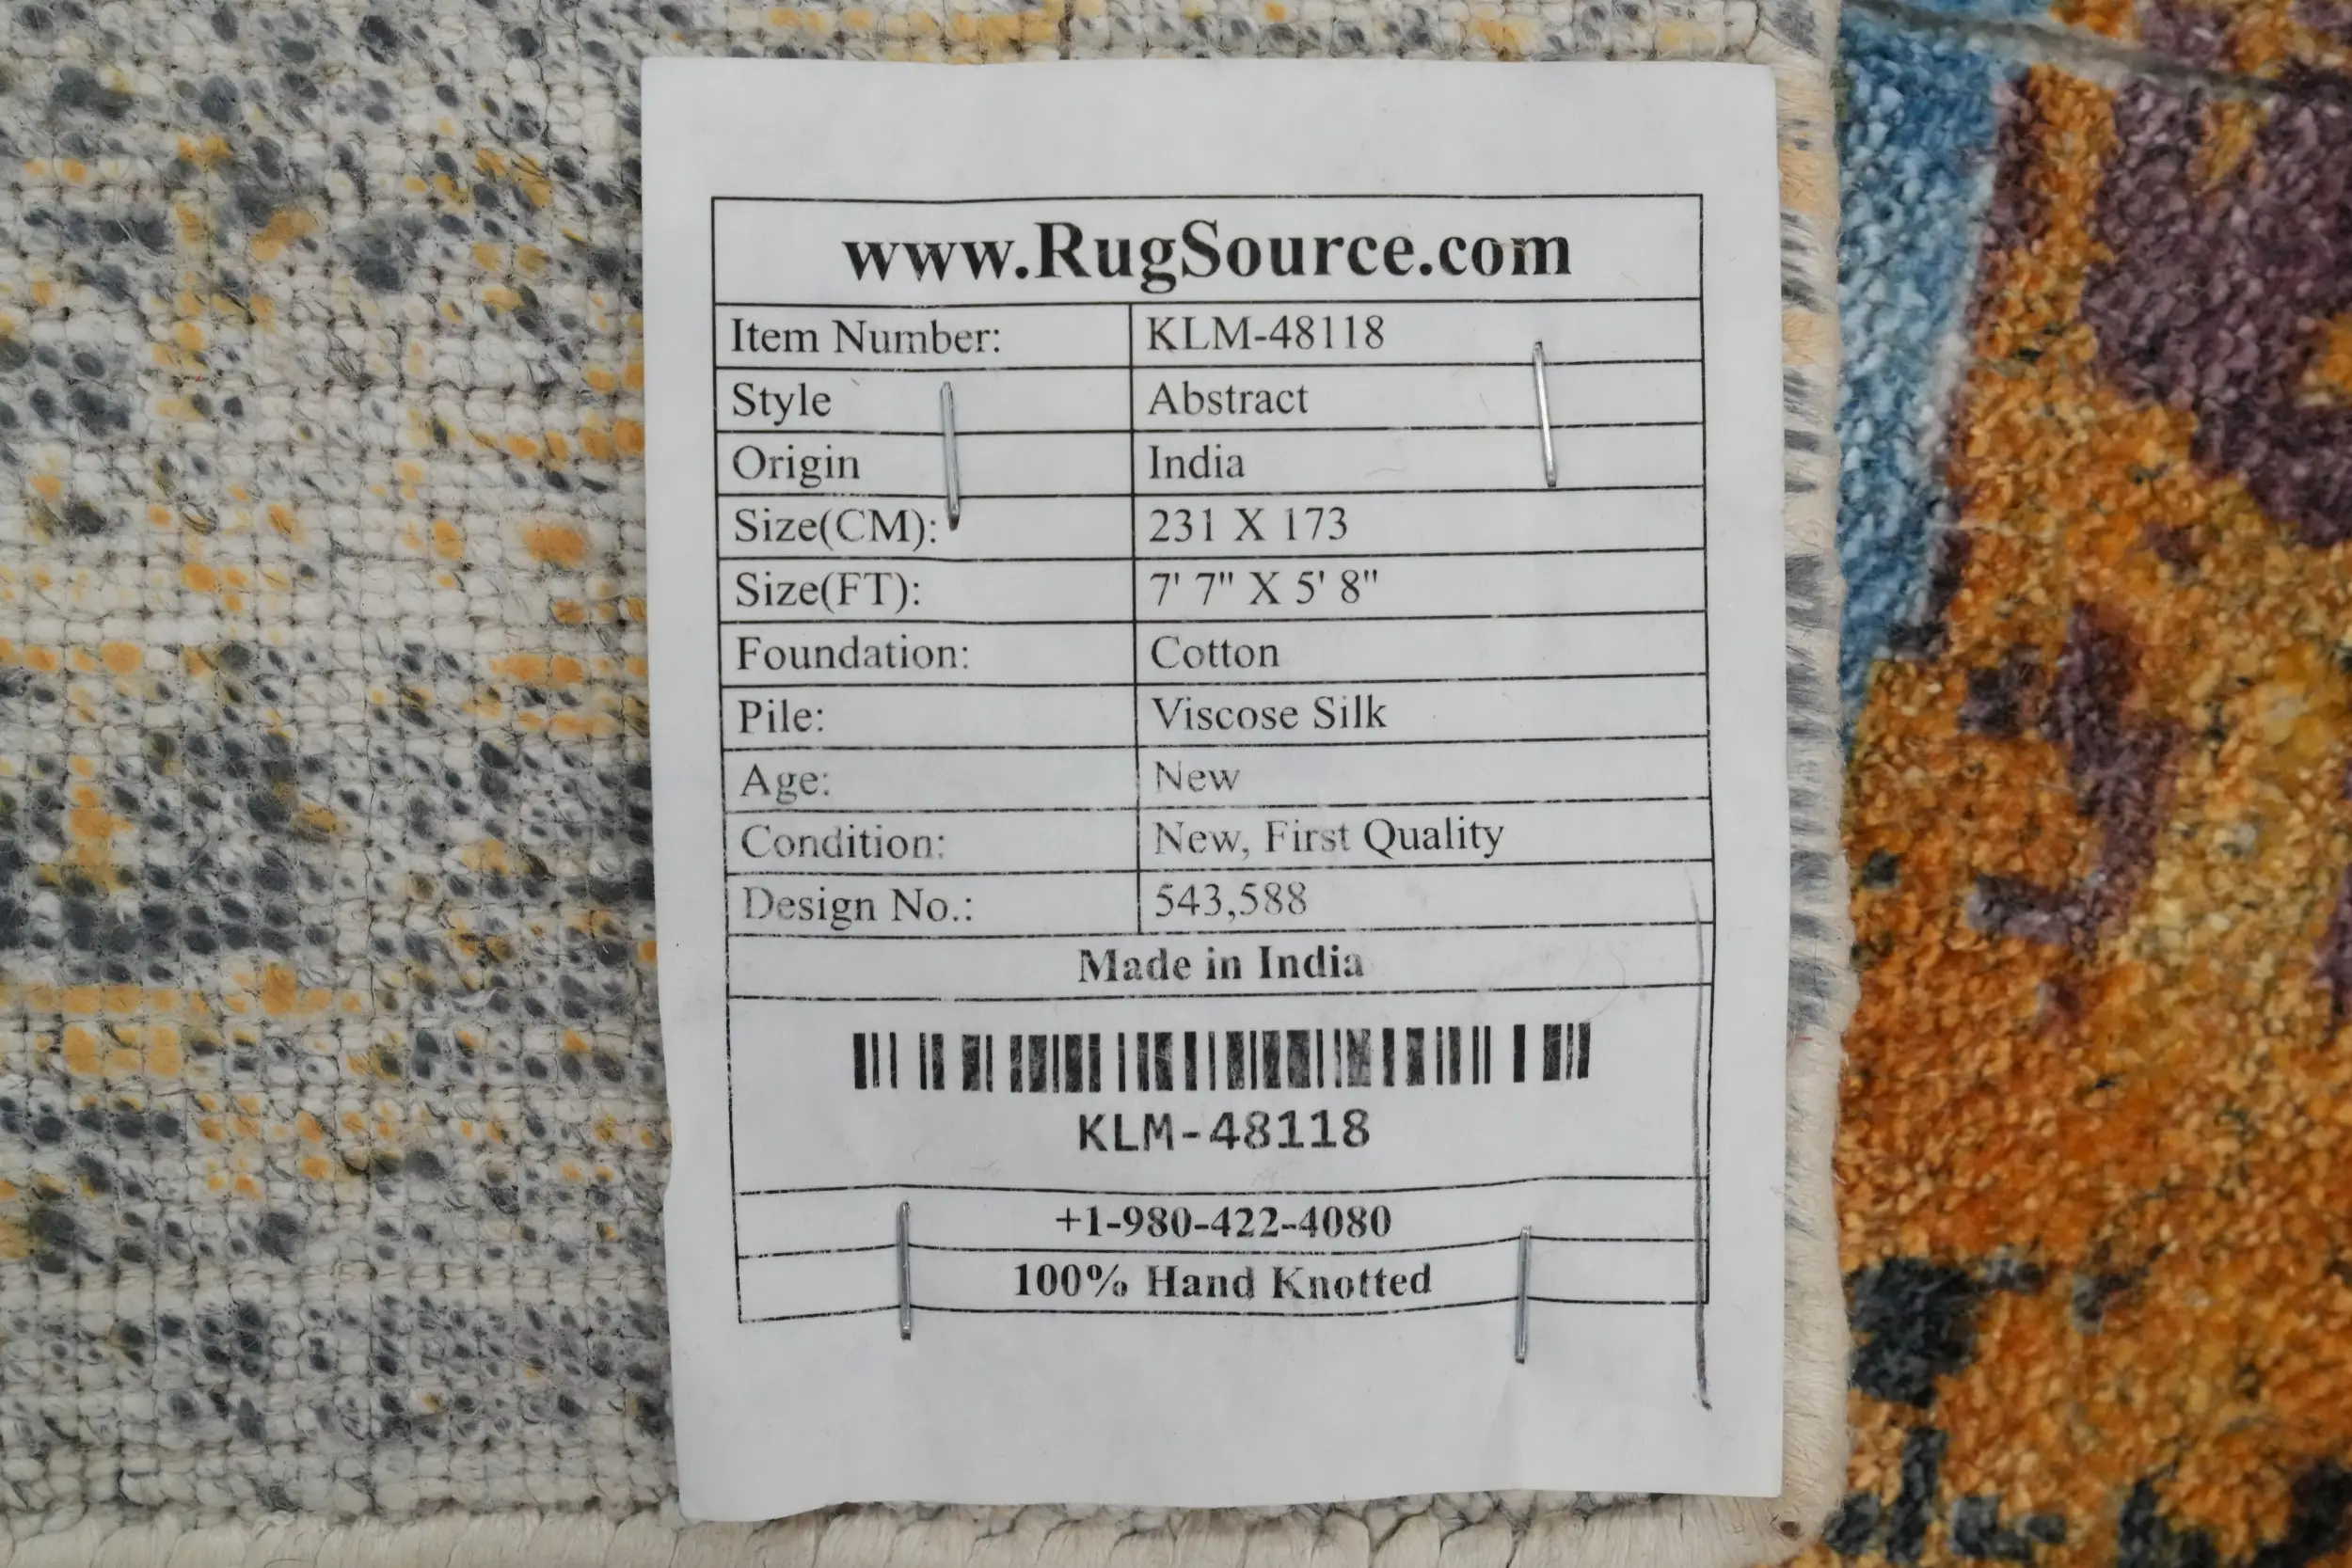 www.RugSource.com
Item Number: KLM-48118
Style Abstract
Origin India
Size(CM): 231 X 173
Size(FT): 7' 7" X 5' 8"
Foundation: Cotton
Pile: Viscose Silk
Age: New
Condition: New, First Quality
Design No.: 543,588
Made in India
KLM-48118
+1-980-422-4080
100% Hand Knotted